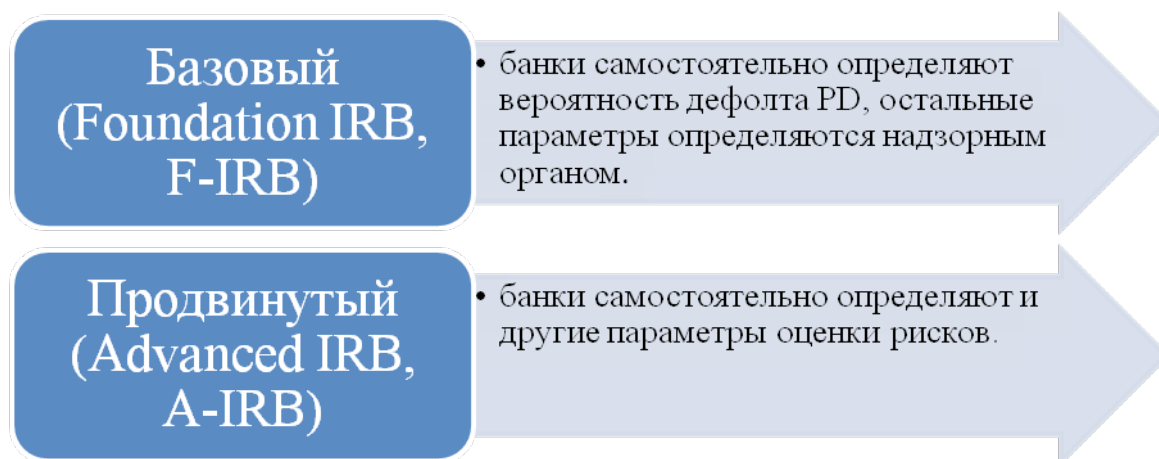 Базовый
(Foundation IRB,
F-IRB)
• банки самостоятельно определяют
вероятность дефолта PD, остальные
параметры определяются надзорным
органом.
Продвинутый
(Advanced IRB,
A-IRB)
• банки самостоятельно определяют и
другие параметры оценки рисков.